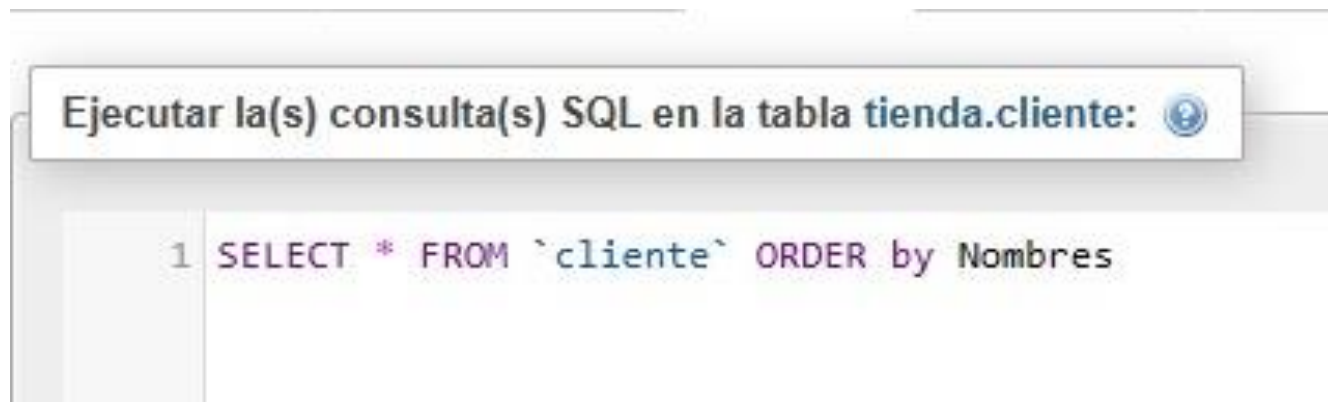 Ejecutar la(s) consulta(s) SQL en la tabla tienda.cliente:
1 SELECT * FROM `cliente` ORDER by Nombres